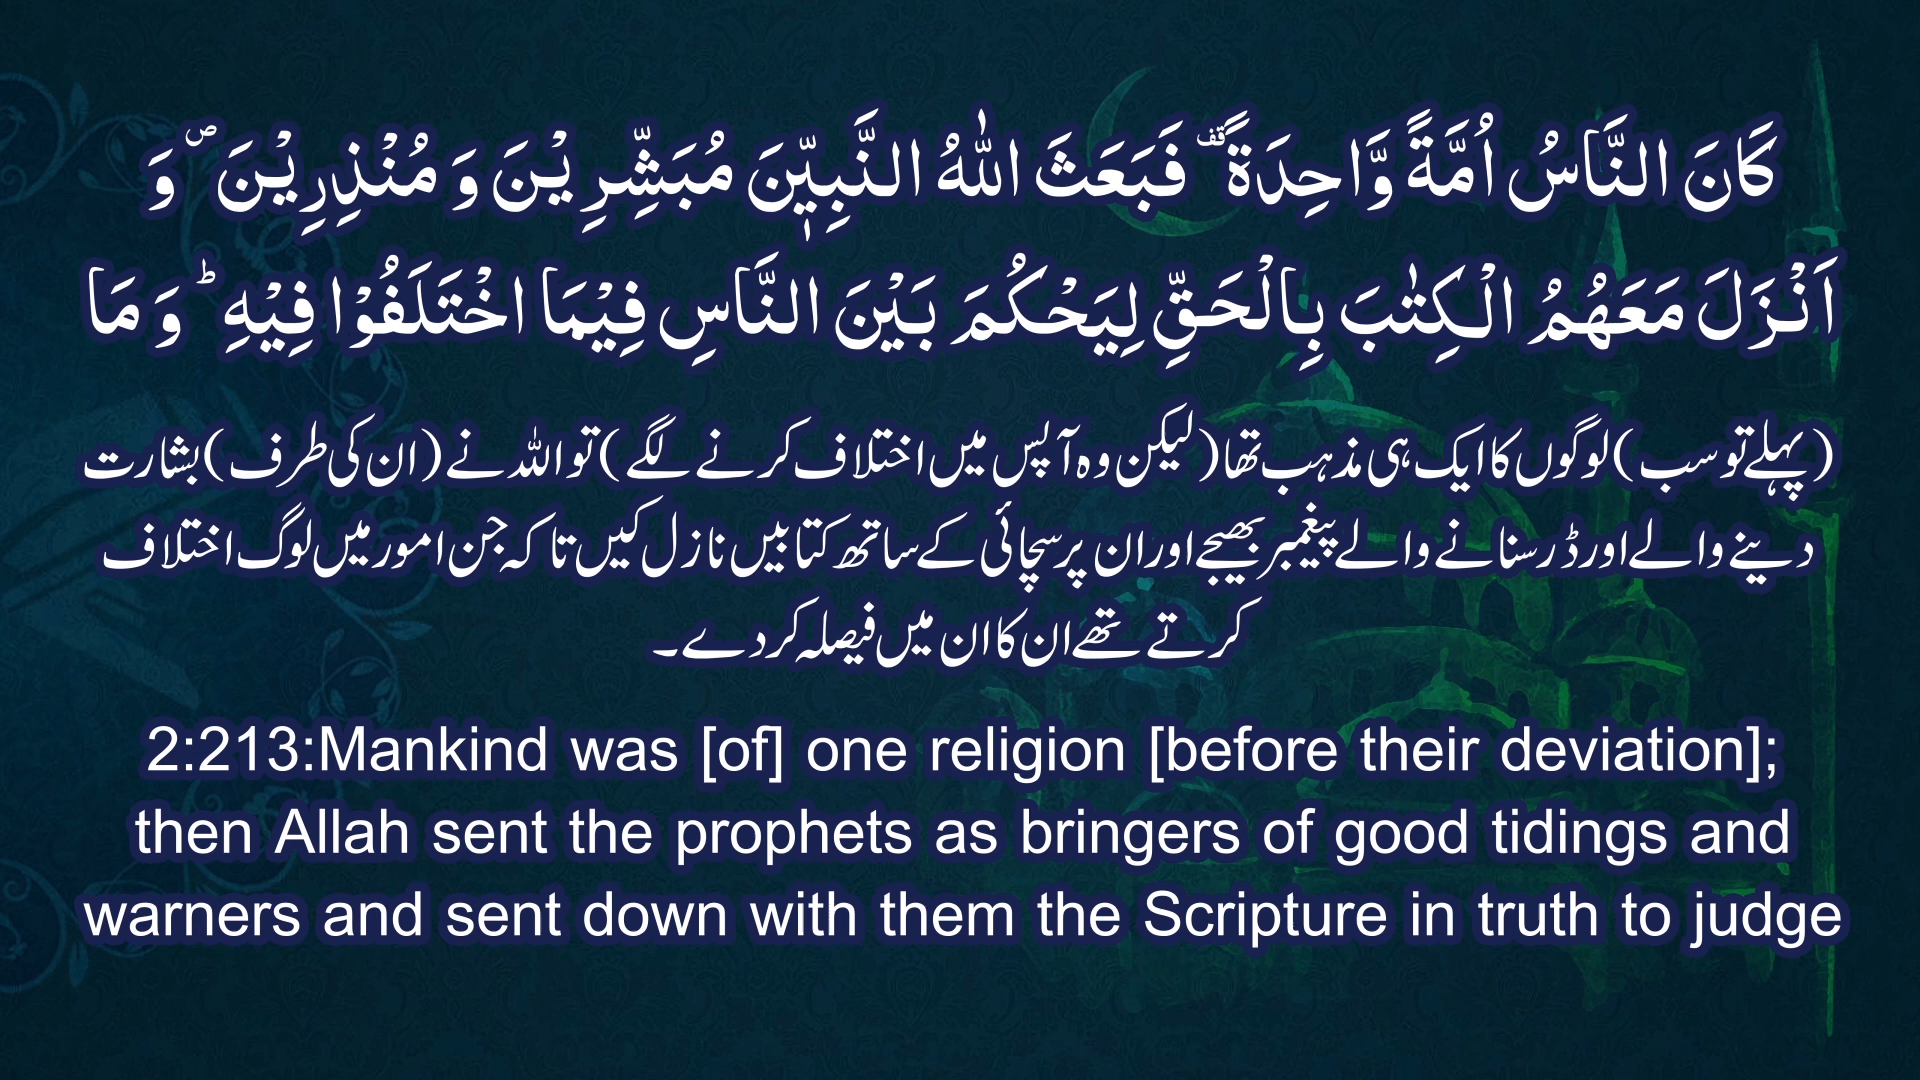 كَانَ النَّاسُ اُمَّةً وَّاحِدَةً ۫ فَبَعَثَ اللّٰهُ النَّبِیّٖنَ مُبَشِّرِیْنَ وَ مُنْذِرِیْنَ ۪ وَ
اَنْزَلَ مَعَهُمُ الْكِتٰبَ بِالْحَقِّ لِیَحْكُمَ بَیْنَ النَّاسِ فِیْمَا اخْتَلَفُوْا فِیْهِ ؕ وَ مَا
(پہلے تو سب) لوگوں کا ایک ہی مذہب تھا (لیکن وہ آپس میں اختلاف کرنے لگے) تو اللہ نے (ان کی طرف) بشارت
دینے والے اور ڈر سنانے والے پیغمبر بھیجے اور ان پر سچائی کے ساتھ کتابیں نازل کیں تاکہ جن امور میں لوگ اختلاف
کرتے تھے ان کا ان میں فیصلہ کردے۔
2:213:Mankind was [of] one religion [before their deviation];
then Allah sent the prophets as bringers of good tidings and
warners and sent down with them the Scripture in truth to judge